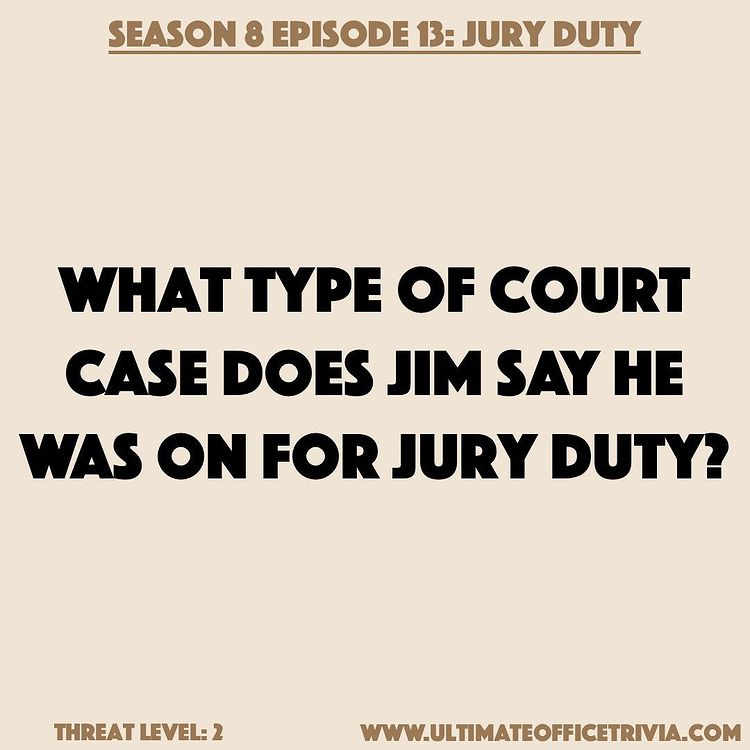 SEASON 8 EPISODE 13: JURY DUTY
WHAT TYPE OF COURT
CASE DOES JIM SAY HE
WAS ON FOR JURY DUTY?
THREAT LEVEL: 2
WWW.ULTIMATEOFFICETRIVIA.COM